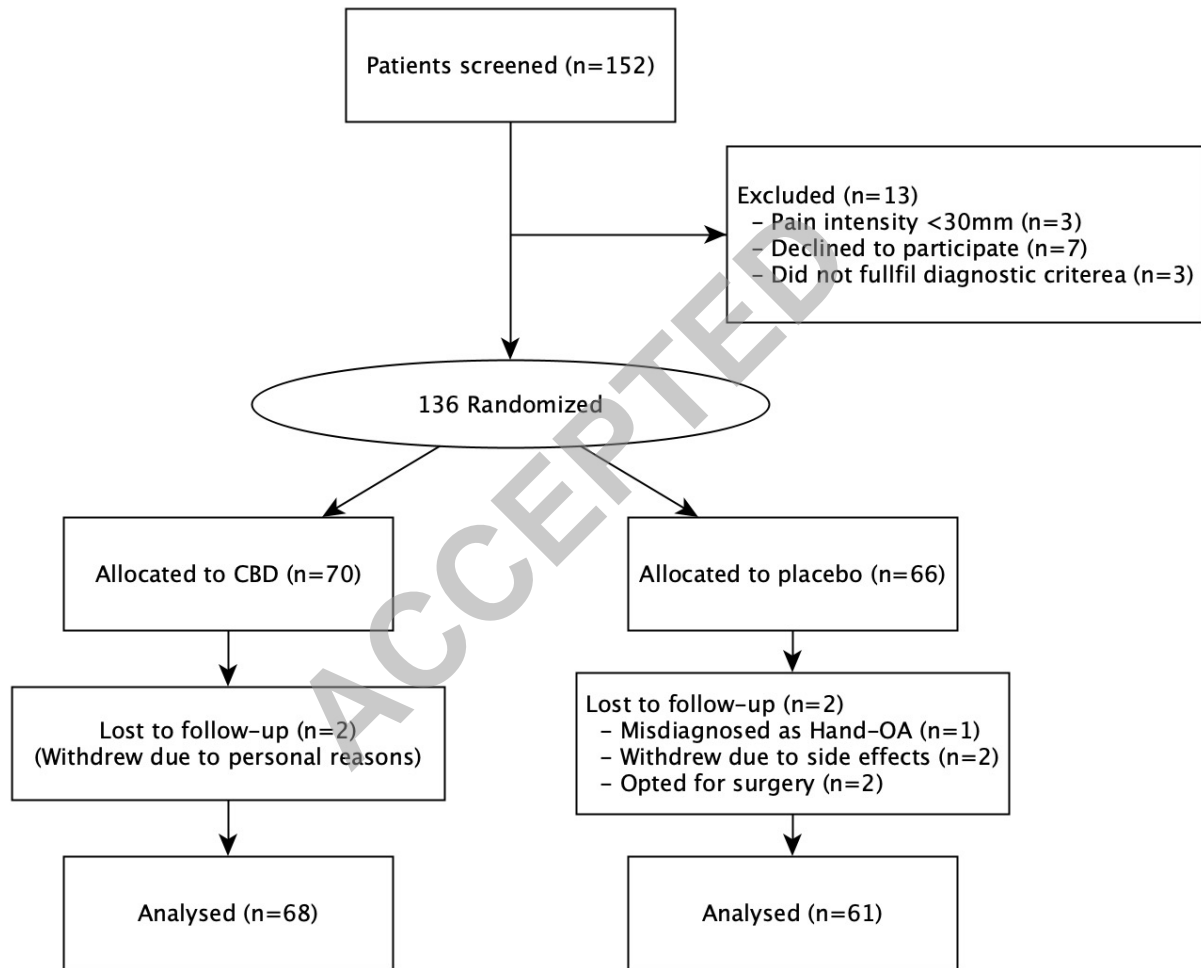 Patients screened (n=152)
Excluded (n=13)
– Pain intensity <30mm (n=3)
– Declined to participate (n=7)
– Did not fullfil diagnostic criterea (n=3)
136 Randomized
Allocated to CBD (n=70)
Allocated to placebo (n=66)
Lost to follow-up (n=2)
(Withdrew due to personal reasons)
Lost to follow-up (n=2)
– Misdiagnosed as Hand-OA (n=1)
– Withdrew due to side effects (n=2)
– Opted for surgery (n=2)
Analysed (n=68)
Analysed (n=61)
ACCEPTED